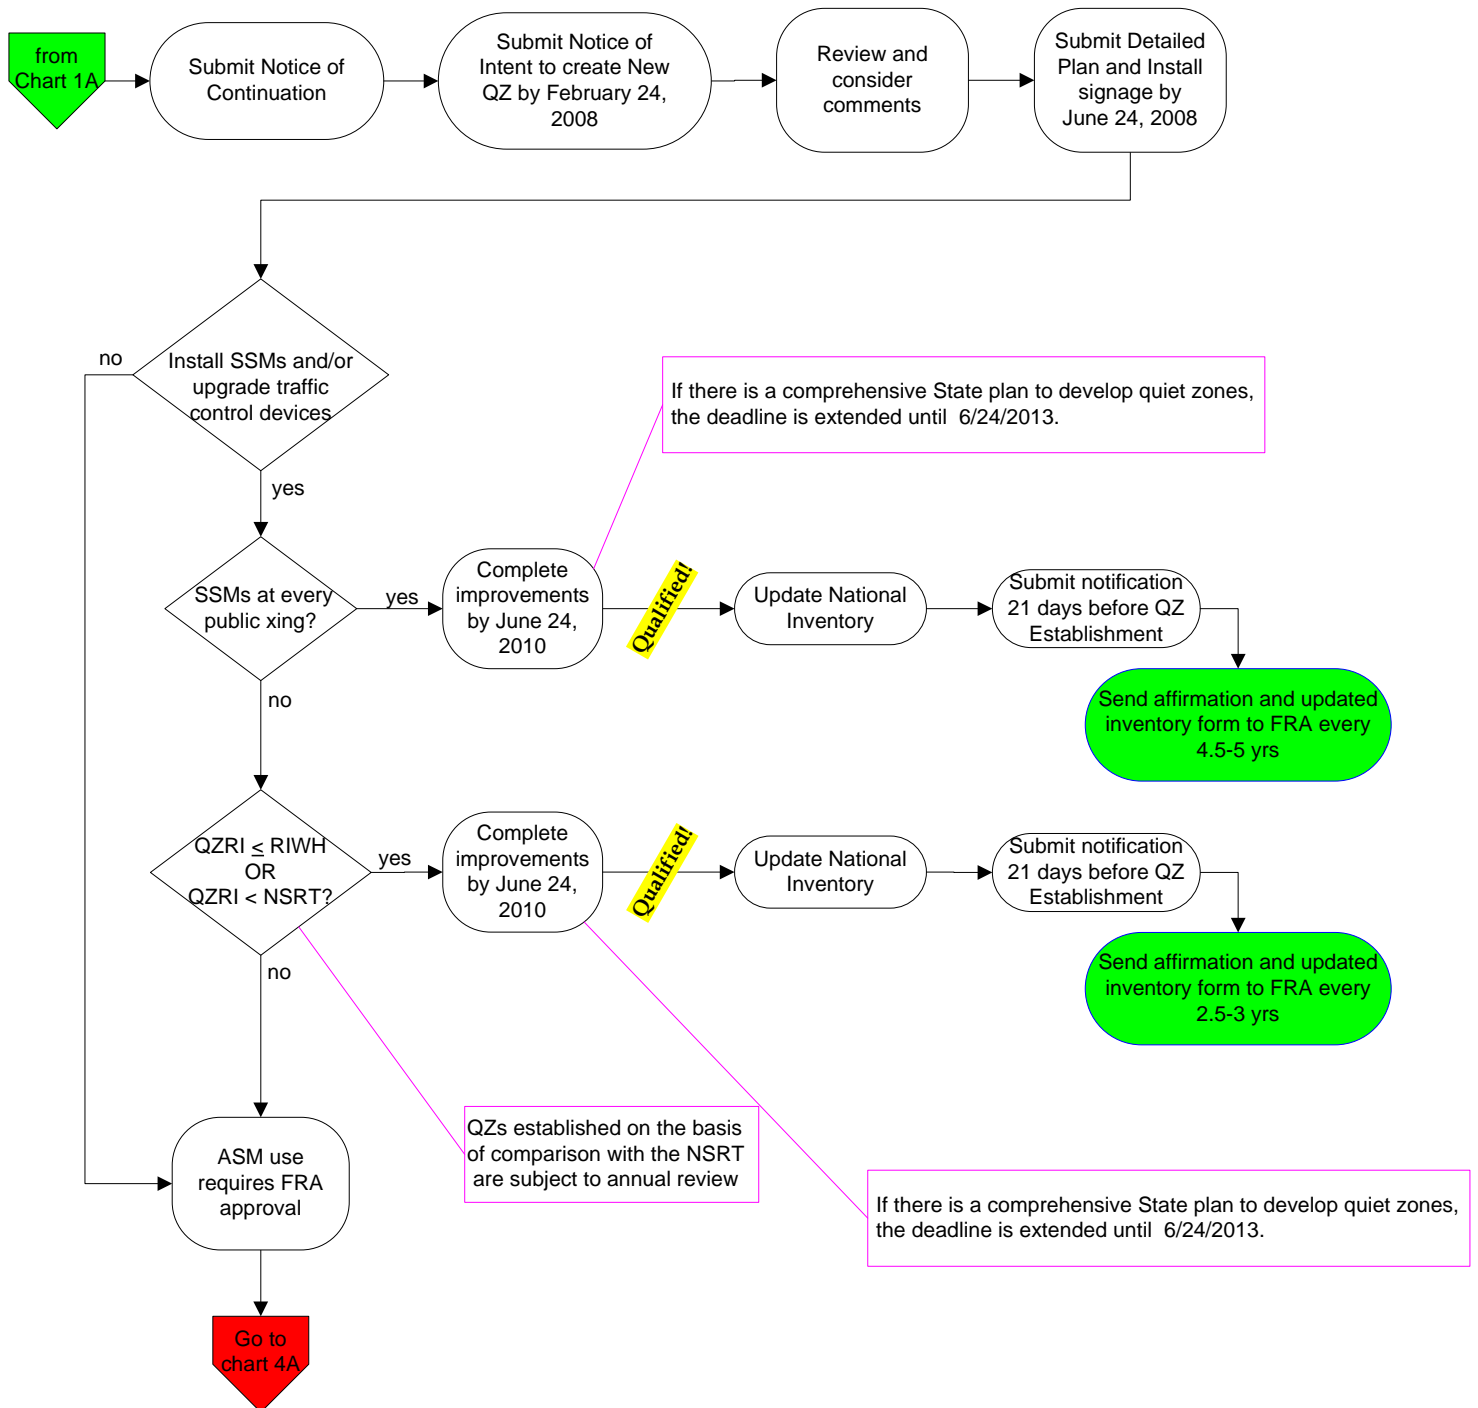 from
Chart 1A
Submit Notice of
Continuation
Submit Notice of
Intent to create New
QZ by February 24,
2008
Review and
consider
comments
Submit Detailed
Plan and Install
signage by
June 24, 2008
no
Install SSMs and/or
upgrade traffic
control devices
yes
If there is a comprehensive State plan to develop quiet zones,
the deadline is extended until  6/24/2013.
SSMs at every
public xing?
yes
Complete
improvements
by June 24,
2010
Qualified!
Update National
Inventory
Submit notification
21 days before QZ
Establishment
Send affirmation and updated
inventory form to FRA every
4.5-5 yrs
no
QZRI ≤ RIWH
OR
QZRI < NSRT?
yes
Complete
improvements
by June 24,
2010
Qualified!
Update National
Inventory
Submit notification
21 days before QZ
Establishment
Send affirmation and updated
inventory form to FRA every
2.5-3 yrs
no
QZs established on the basis
of comparison with the NSRT
are subject to annual review
ASM use
requires FRA
approval
If there is a comprehensive State plan to develop quiet zones,
the deadline is extended until  6/24/2013.
Go to
chart 4A